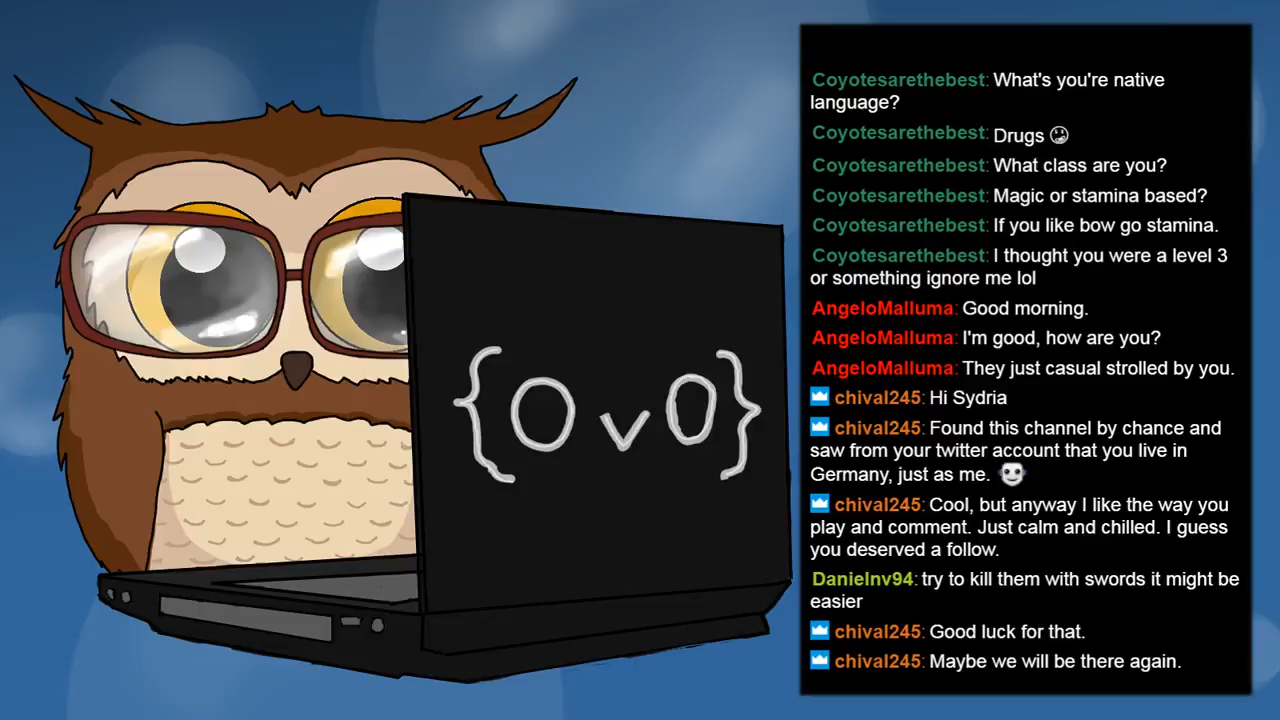 Coyotesarethebest: What's you're native
language?
Coyotesarethebest: Drugs
Coyotesarethebest: What class are you?
Coyotesarethebest: Magic or stamina based?
Coyotesarethebest: If you like bow go stamina.
Coyotesarethebest: I thought you were a level 3
or something ignore me lol
AngeloMalluma: Good morning.
AngeloMalluma: I'm good, how are you?
AngeloMalluma: They just casual strolled by you.
chival245: Hi Sydria
chival245: Found this channel by chance and
saw from your twitter account that you live in
Germany, just as me.
chival245: Cool, but anyway I like the way you
play and comment. Just calm and chilled. I guess
you deserved a follow.
Danielnv94: try to kill them with swords it might be
easier
chival245: Good luck for that.
chival245: Maybe we will be there again.
{O v O}